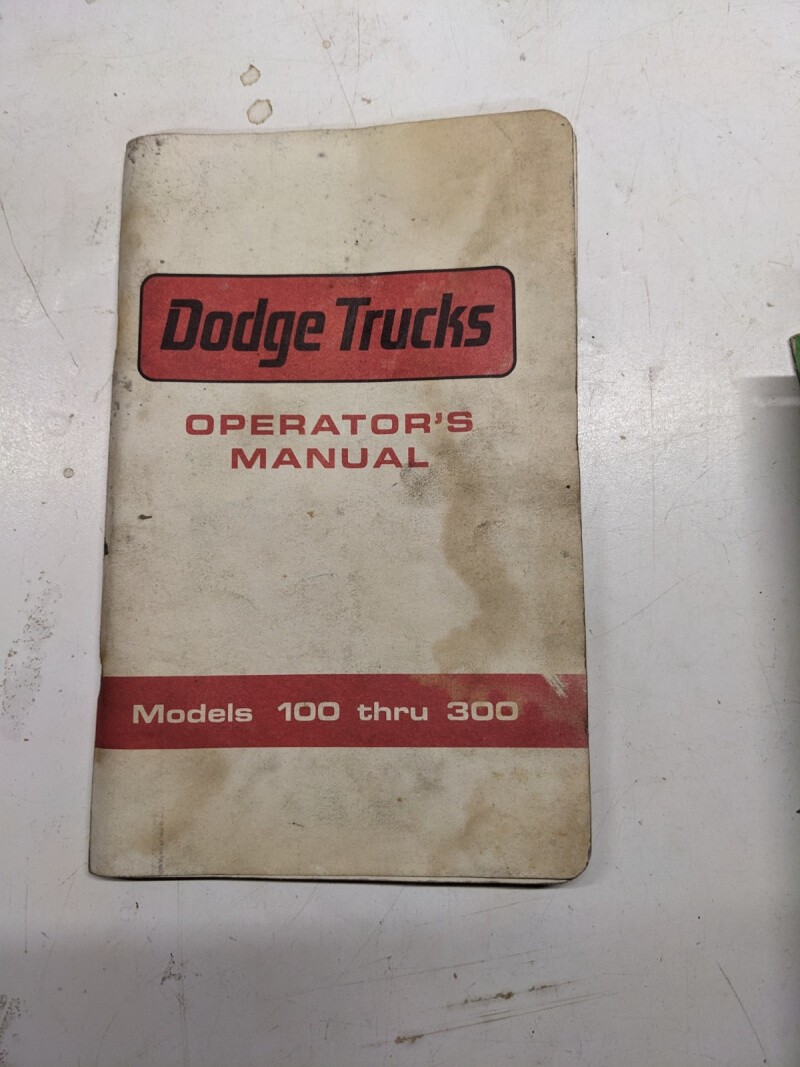 Dodge Trucks
OPERATOR'S
MANUAL
Models 100 thru 300